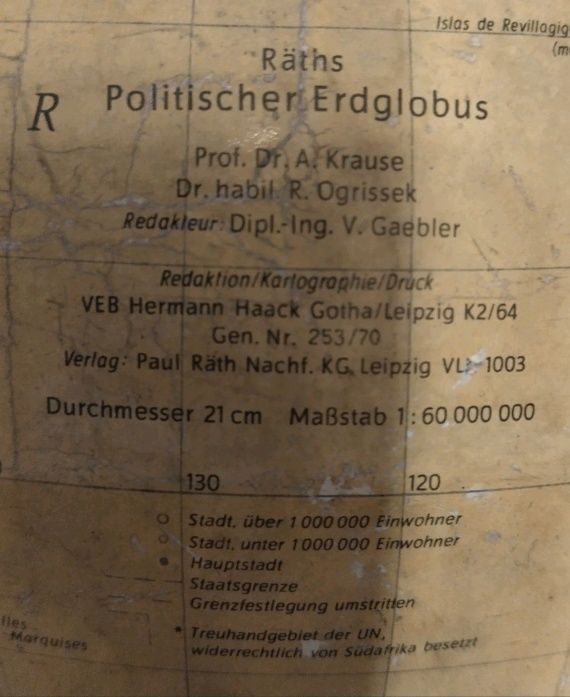 Islas de Revillagig
(m
Räths
R
Politischer Erdglobus
Prof. Dr. A. Krause
Dr. habil. R. Ogrissek
Redakteur: Dipl.-Ing. V. Gaebler
Redaktion/Kartographie/Druck
VEB Hermann Haack Gotha/Leipzig K2/64
Gen. Nr. 253/70
Verlag: Paul Räth Nachf. KG, Leipzig VLN 1003
Durchmesser 21 cm Maßstab 1:60 000 000
130 120
Stadt, über 1 000 000 Einwohner
Stadt, unter 1 000 000 Einwohner
Hauptstadt
Staatsgrenze
Grenzfestlegung umstritten
* Treuhandgebiet der UN,
widerrechtlich von Südafrika besetzt
lles
Marquises